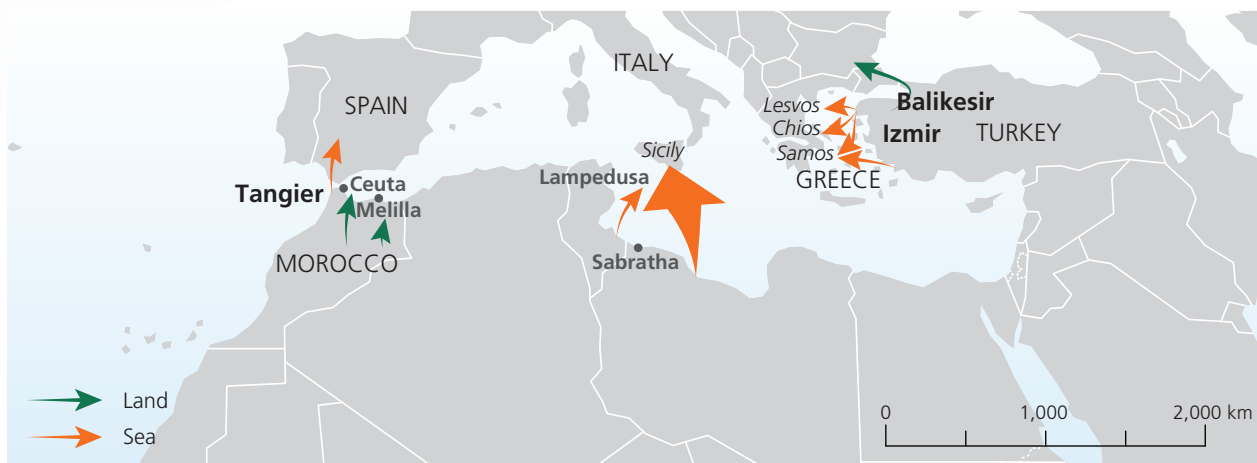 ITALY
SPAIN
Lesvos
Balikesir
Chios
Izmir
TURKEY
Sicily
Samos
GREECE
Lampedusa
Tangier
Ceuta
Melilla
MOROCCO
Sabratha
Land
Sea
0 1,000 2,000 km